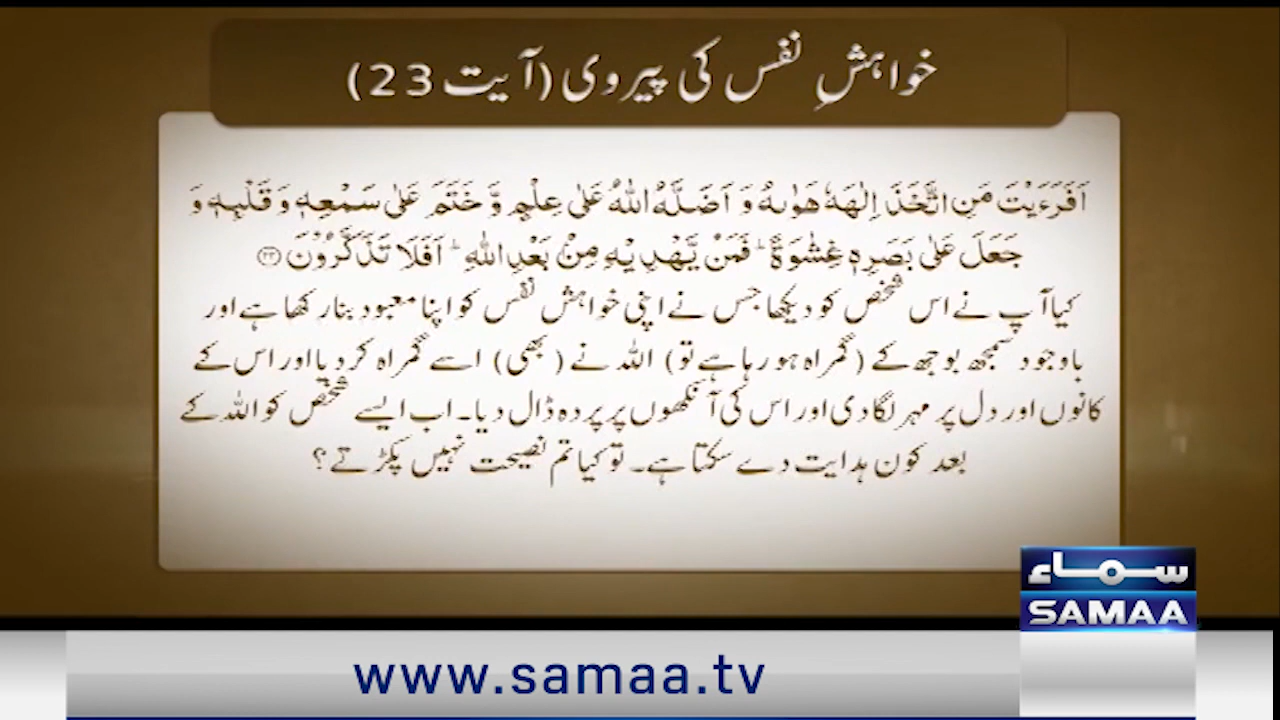 خواہشِ نفس کی پیروی (آیت 23)
اَفَرَءَیْتَ مَنِ اتَّخَذَ اِلٰهَهٗ هَوٰىهُ وَ اَضَلَّهُ اللّٰهُ عَلٰى عِلْمٍ وَّ خَتَمَ عَلٰى سَمْعِهٖ وَ قَلْبِهٖ وَ
جَعَلَ عَلٰى بَصَرِهٖ غِشٰوَةً ؕ فَمَنْ یَّهْدِیْهِ مِنْۢ بَعْدِ اللّٰهِ ؕ اَفَلَا تَذَكَّرُوْنَ ﴿۲۳﴾
کیا آپ نے اس شخص کو دیکھا جس نے اپنی خواہش نفس کو اپنا معبود بنا رکھا ہے اور
باوجود سمجھ بوجھ کے (گمراہ ہو رہا ہے تو) اللہ نے (بھی) اسے گمراہ کر دیا اور اس کے
کانوں اور دل پر مہر لگا دی اور اس کی آنکھوں پر پردہ ڈال دیا۔ اب ایسے شخص کو اللہ کے
بعد کون ہدایت دے سکتا ہے۔ تو کیا تم نصیحت نہیں پکڑتے؟
سماء
SAMAA
www.samaa.tv